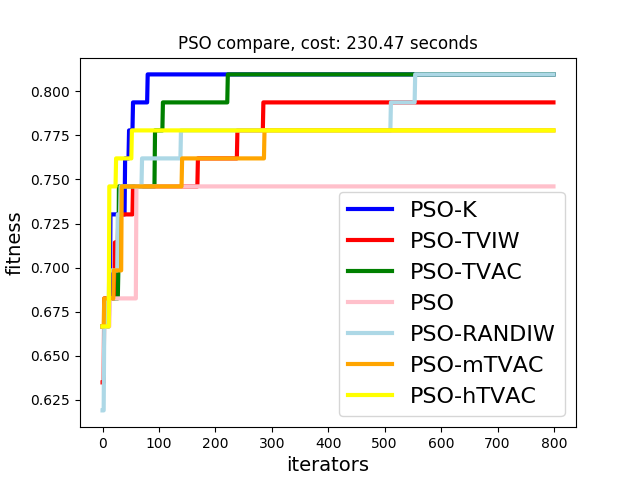 PSO compare, cost: 230.47 seconds
fitness
0.800
0.775
0.750
0.725
0.700
0.675
0.650
0.625
PSO-K
PSO-TVIW
PSO-TVAC
PSO
PSO-RANDIW
PSO-mTVAC
PSO-hTVAC
0 100 200 300 400 500 600 700 800
iterators